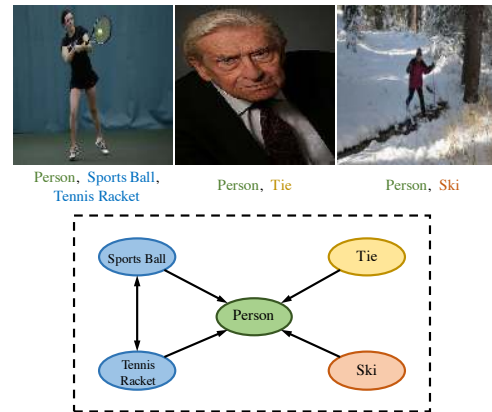 Person, Sports Ball,
Tennis Racket
Person, Tie
Person, Ski
Sports Ball
Tie
Person
Tennis
Racket
Ski